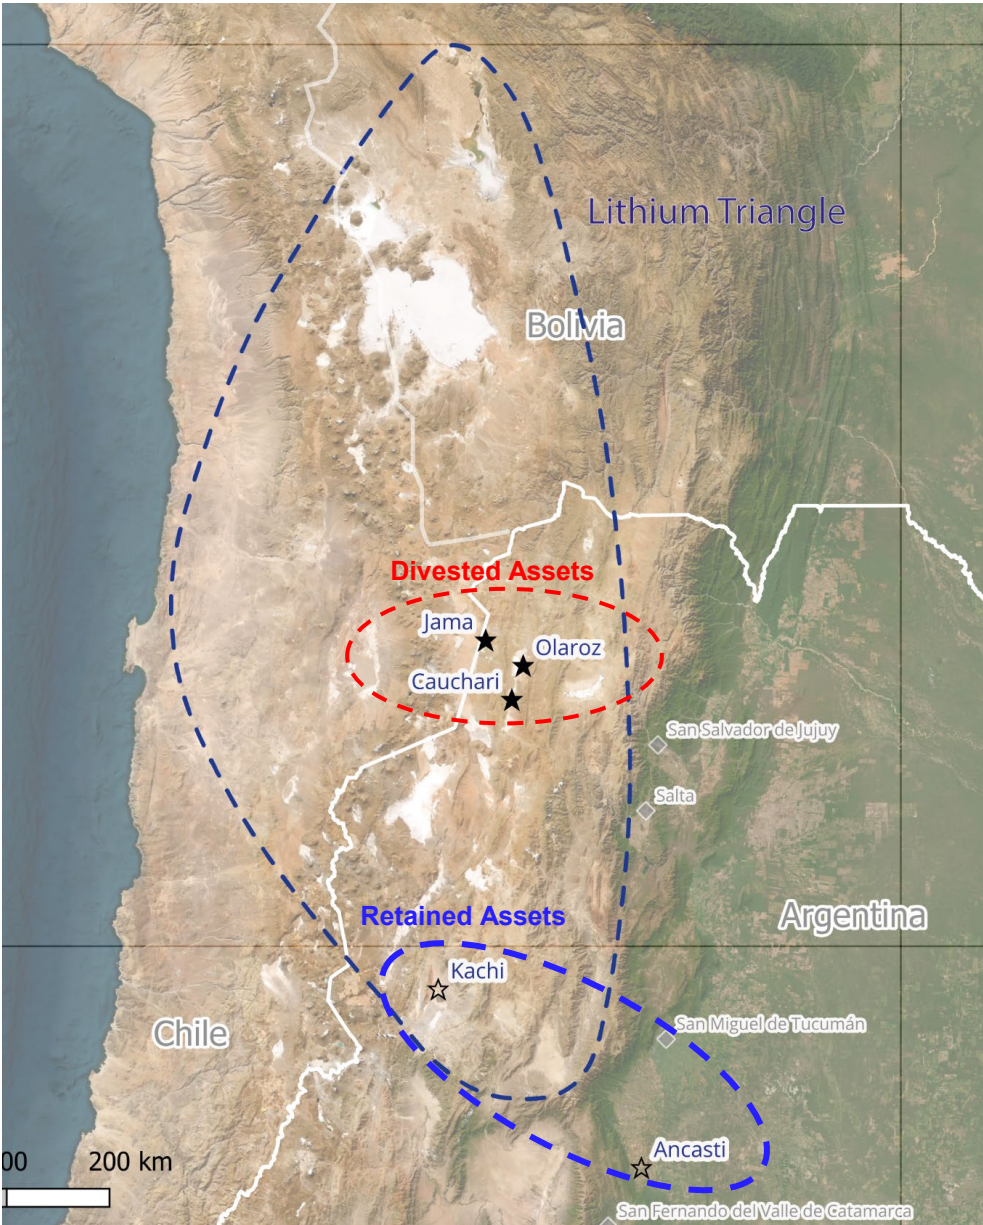 Lithium Triangle
Bolivia
Divested Assets
Jama
Olaroz
Cauchari
San Salvador de Jujuy
Salta
Retained Assets
Argentina
Kachi
San Miguel de Tucumán
Chile
Ancasti
00 200 km
San Fernando del Valle de Catamarca